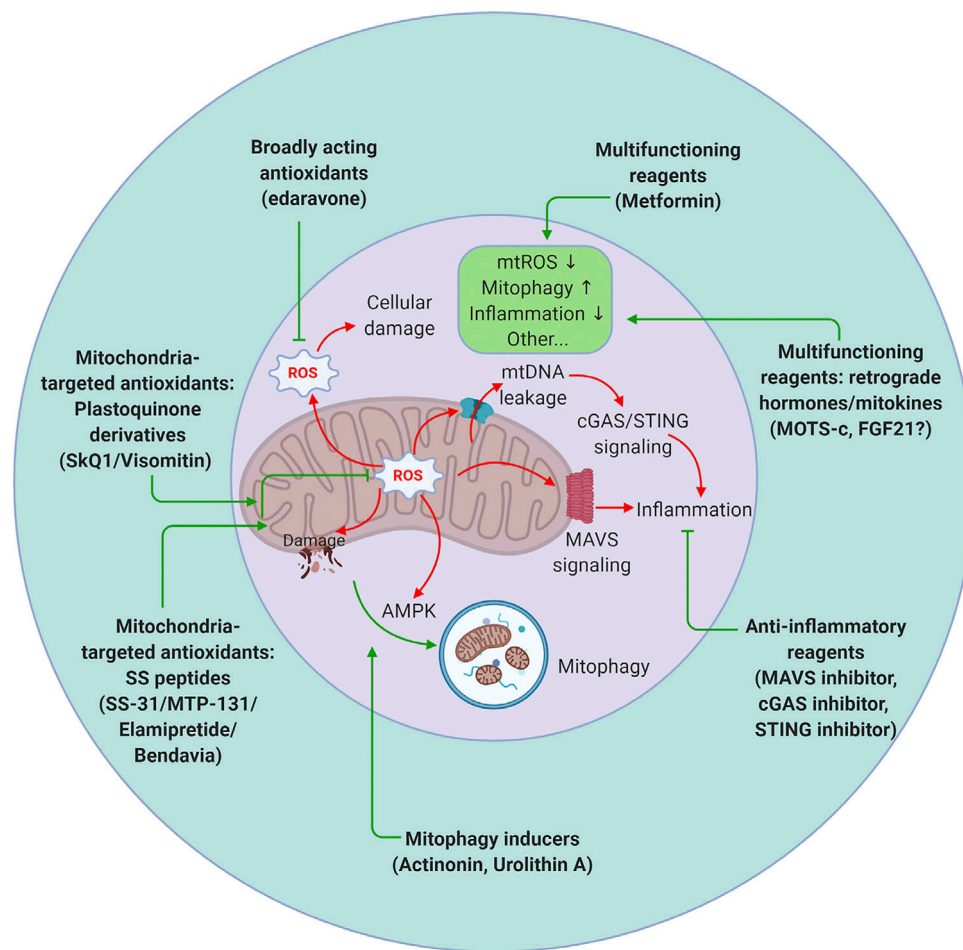 Broadly acting
antioxidants
(edaravone)
Multifunctioning
reagents
(Metformin)
mtROS ↓
Mitophagy ↑
Inflammation ↓
Other...
Cellular
damage
ROS
Mitochondria-
targeted antioxidants:
Plastoquinone
derivatives
(SkQ1/Visomitin)
Multifunctioning
reagents: retrograde
hormones/mitokines
(MOTS-c, FGF21?)
mtDNA
leakage
cGAS/STING
signaling
ROS
Inflammation
MAVS
signaling
Damage
AMPK
Mitophagy
Mitochondria-
targeted antioxidants:
SS peptides
(SS-31/MTP-131/
Elamipretide/
Bendavia)
Anti-inflammatory
reagents
(MAVS inhibitor,
cGAS inhibitor,
STING inhibitor)
Mitophagy inducers
(Actinonin, Urolithin A)